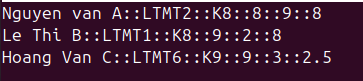 Nguyen van A::LTMT2::K8::8::9::8
Le Thi B::LTMT1::K8::9::2::8
Hoang Van C::LTMT6::K9::9::3::2.5